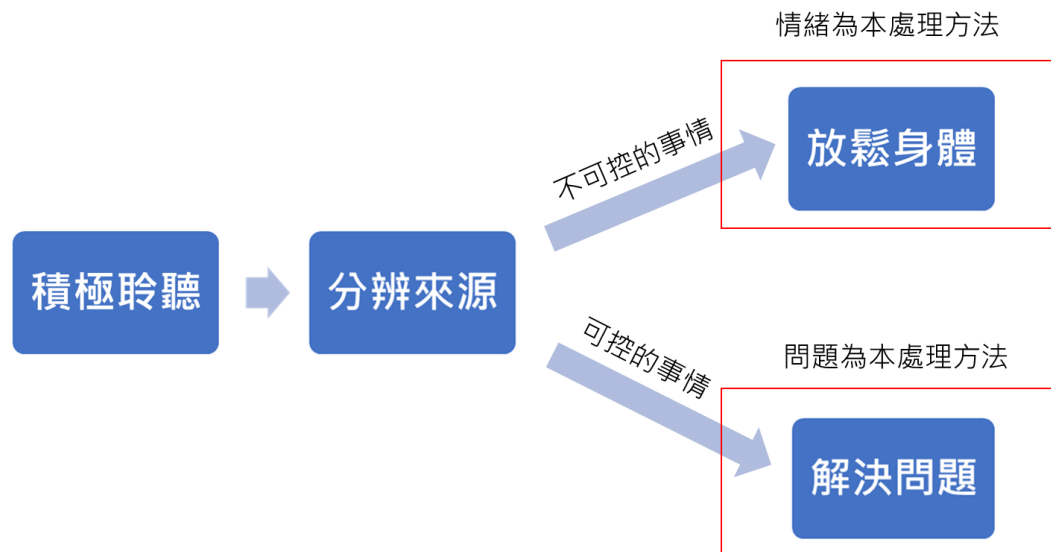 情緒為本處理方法
放鬆身體
不可控的事情
積極聆聽
分辨來源
可控的事情
問題為本處理方法
解決問題